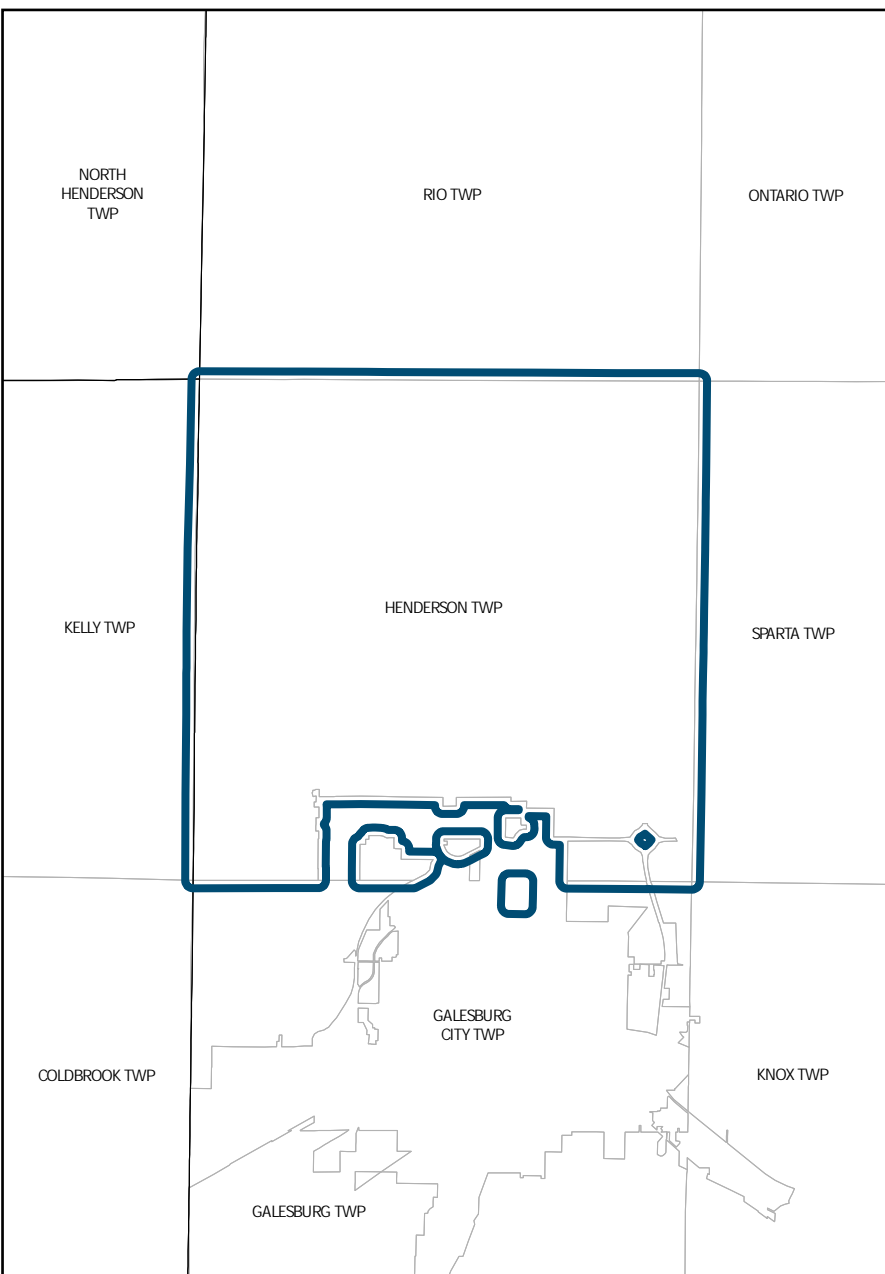 NORTH
HENDERSON
TWP
RIO TWP
ONTARIO TWP
KELLY TWP
HENDERSON TWP
SPARTA TWP
GALESBURG
CITY TWP
COLDBROOK TWP
KNOX TWP
GALESBURG TWP